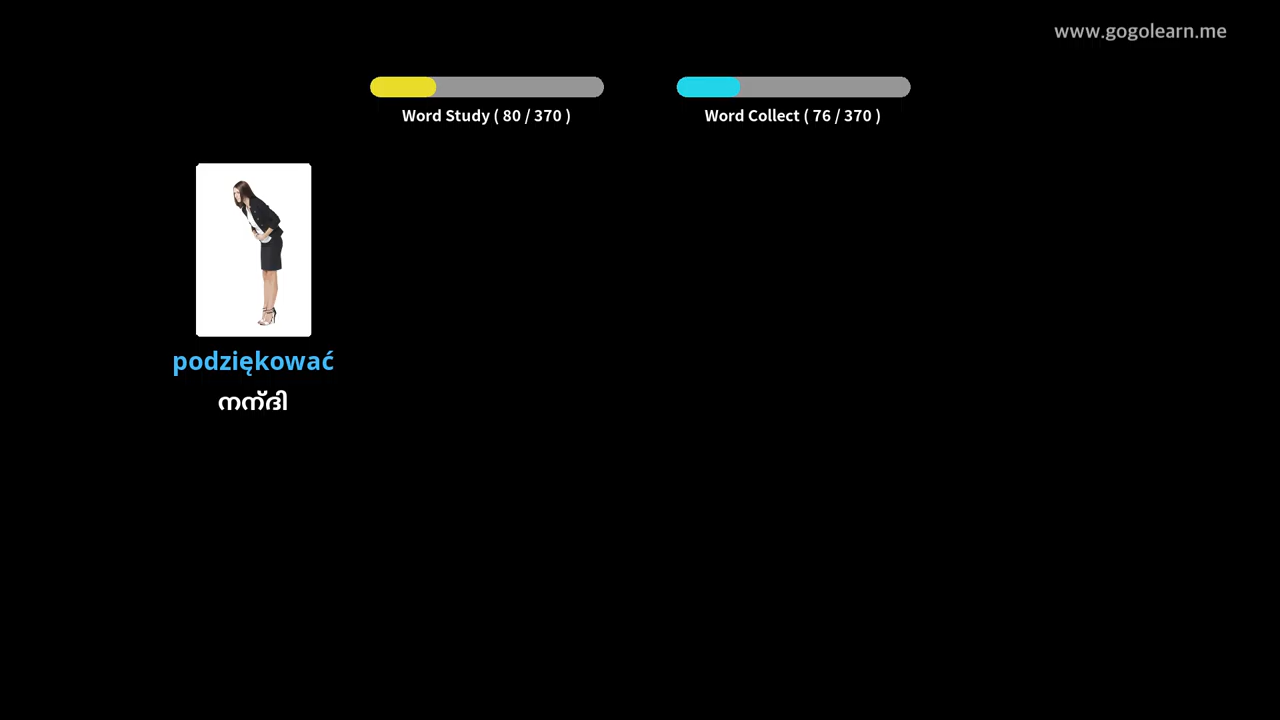 www.gogolearn.me
Word Study ( 80 / 370 )
Word Collect ( 76 / 370 )
podziękować
നന്ദി